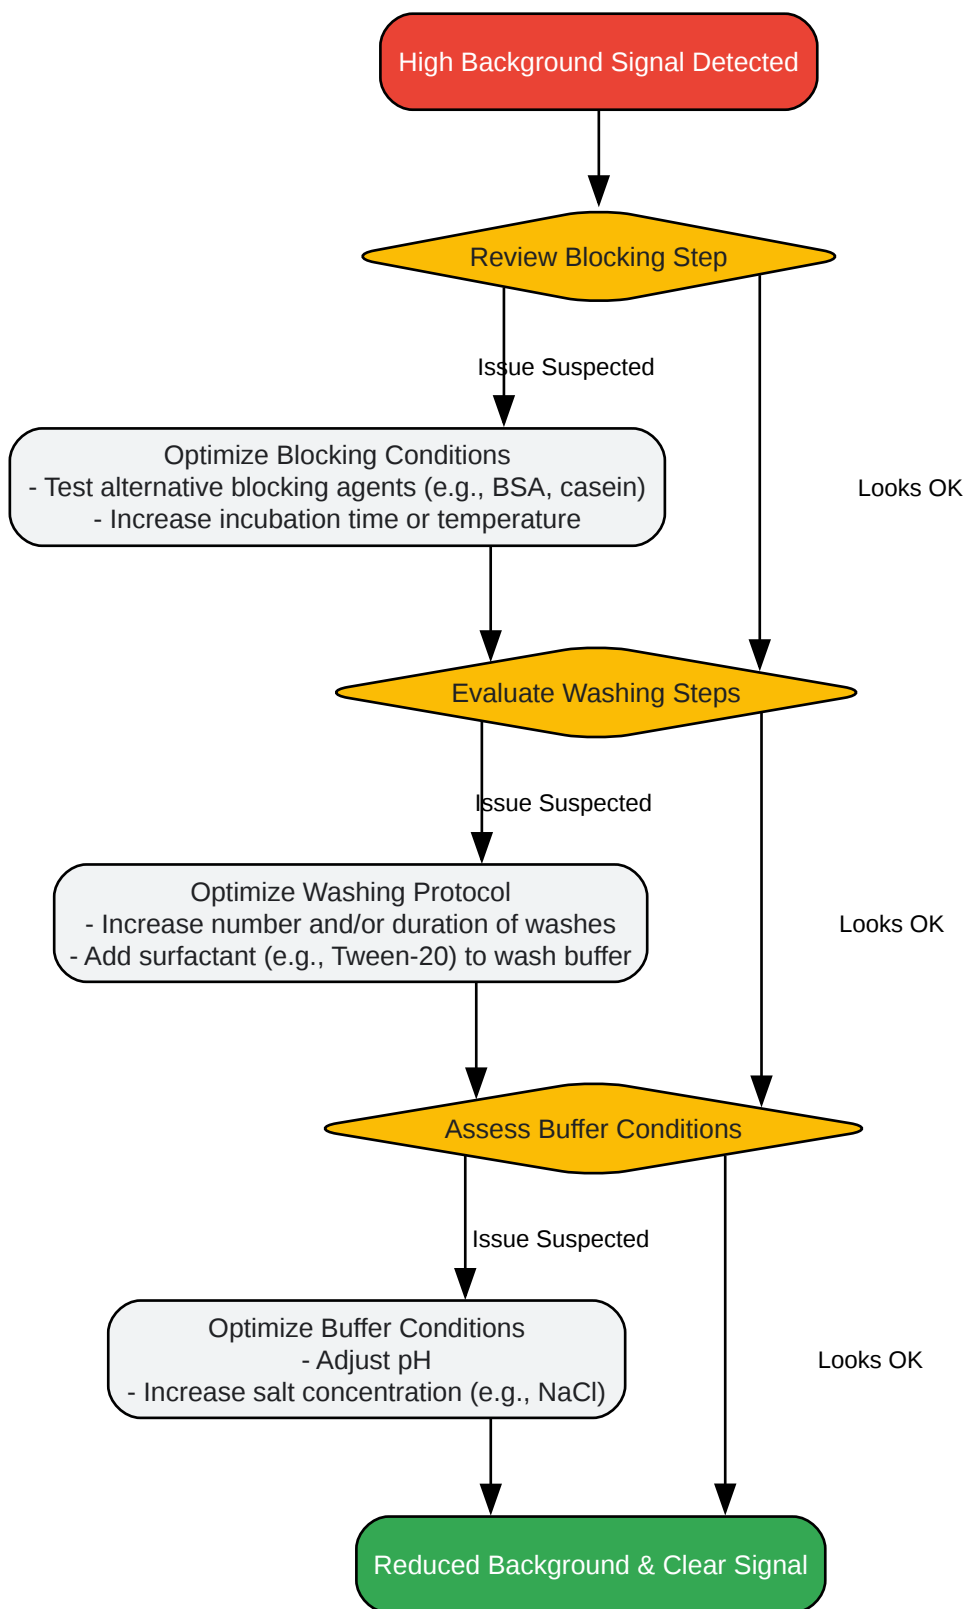 High Background Signal Detected
Review Blocking Step
Issue Suspected
Optimize Blocking Conditions
- Test alternative blocking agents (e.g., BSA, casein)
- Increase incubation time or temperature
Looks OK
Evaluate Washing Steps
Issue Suspected
Optimize Washing Protocol
- Increase number and/or duration of washes
- Add surfactant (e.g., Tween-20) to wash buffer
Looks OK
Assess Buffer Conditions
Issue Suspected
Optimize Buffer Conditions
- Adjust pH
- Increase salt concentration (e.g., NaCl)
Looks OK
Reduced Background & Clear Signal